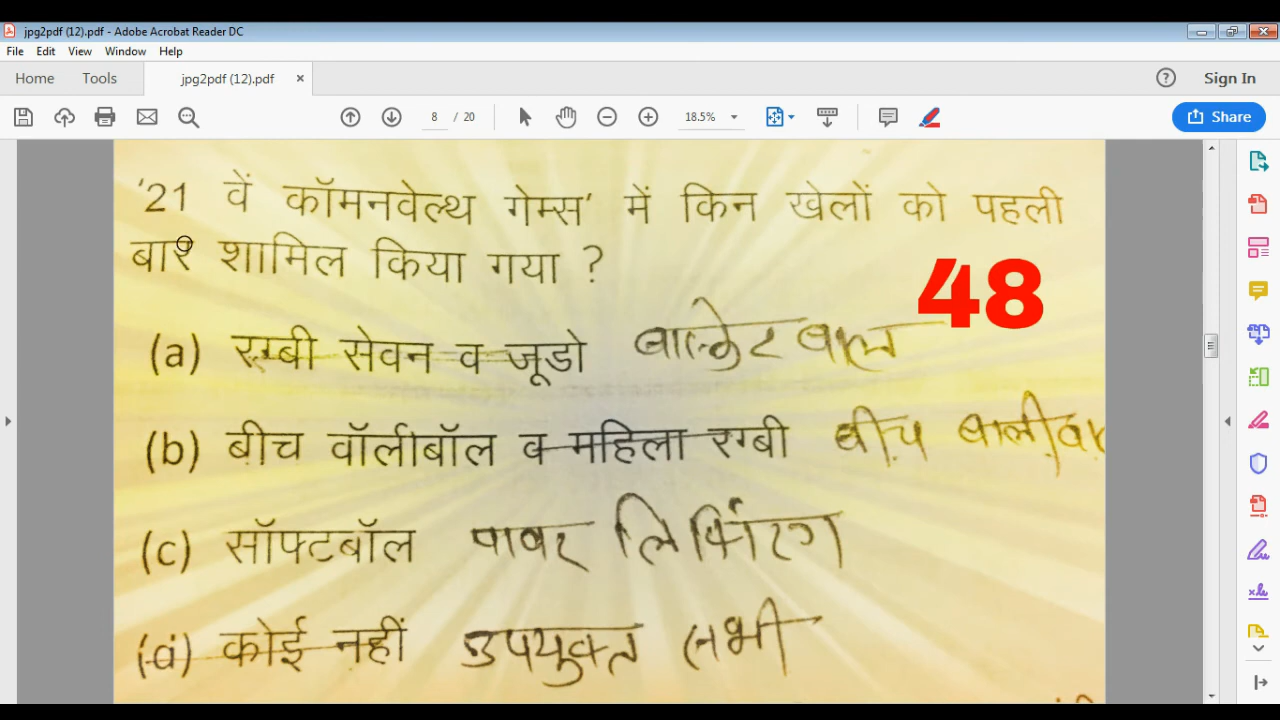 jpg2pdf (12).pdf - Adobe Acrobat Reader DC
File Edit View Window Help
Home Tools jpg2pdf (12).pdf × Sign In
8 / 20 18.5% Share
'21 वें कॉमनवेल्थ गेम्स' में किन खेलों को पहली
बार शामिल किया गया ?
48
(a) रग्बी सेवन व जूडो बास्केट बाल
(b) बीच वॉलीबॉल व महिला रग्बी बीच वालीवाल
(c) सॉफ्टबॉल पावर लिफ्टिंग
(d) कोई नहीं उपयुक्त सभी